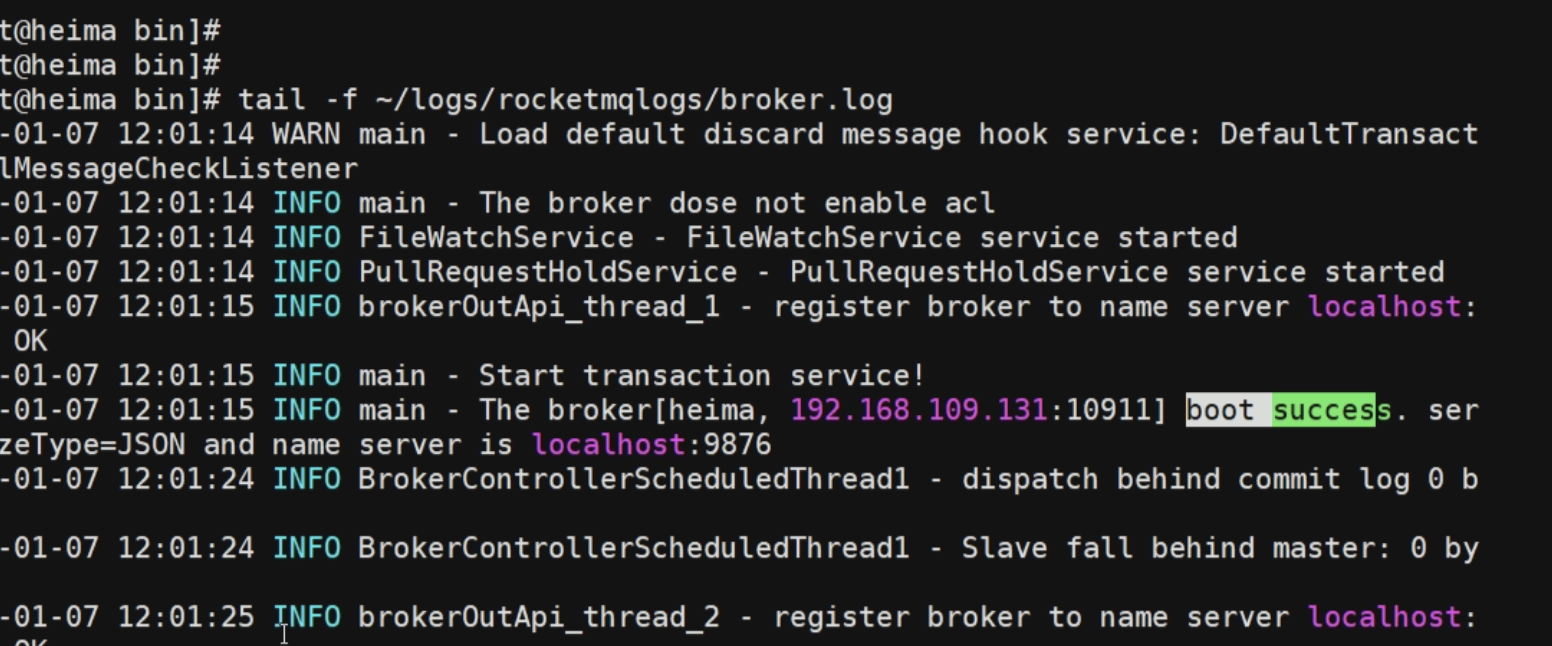 t@heima bin]#
t@heima bin]#
t@heima bin]# tail -f ~/logs/rocketmqlogs/broker.log
-01-07 12:01:14 WARN main - Load default discard message hook service: DefaultTransact
lMessageCheckListener
-01-07 12:01:14 INFO main - The broker dose not enable acl
-01-07 12:01:14 INFO FileWatchService - FileWatchService service started
-01-07 12:01:14 INFO PullRequestHoldService - PullRequestHoldService service started
-01-07 12:01:15 INFO brokerOutApi_thread_1 - register broker to name server localhost:
OK
-01-07 12:01:15 INFO main - Start transaction service!
-01-07 12:01:15 INFO main - The broker[heima, 192.168.109.131:10911] boot success. ser
zeType=JSON and name server is localhost:9876
-01-07 12:01:24 INFO BrokerControllerScheduledThread1 - dispatch behind commit log 0 b
-01-07 12:01:24 INFO BrokerControllerScheduledThread1 - Slave fall behind master: 0 by
-01-07 12:01:25 INFO brokerOutApi_thread_2 - register broker to name server localhost:
OK